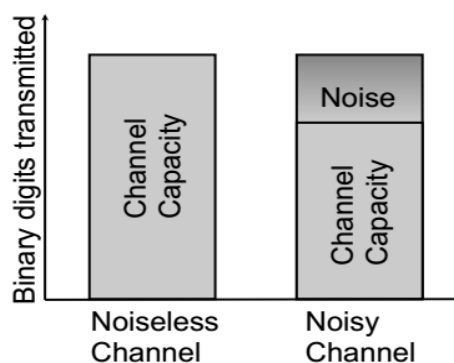 Binary digits transmitted
Channel
Capacity
Noise
Channel
Capacity
Noiseless
Channel
Noisy
Channel